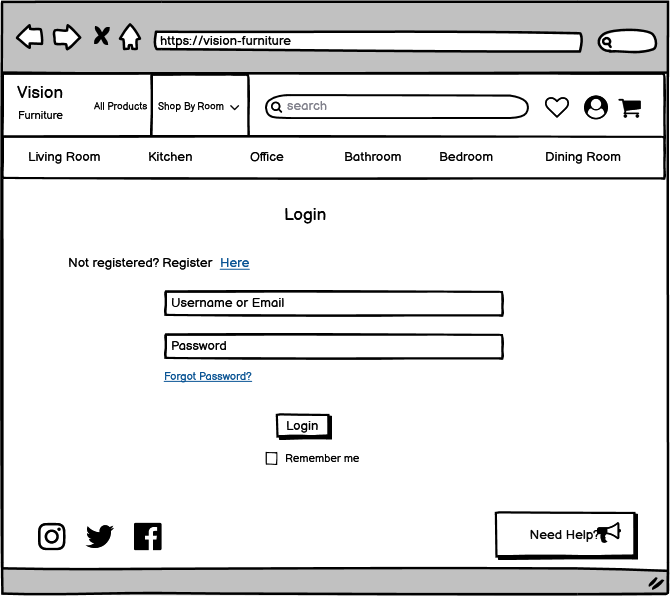 https://vision-furniture
Vision
Furniture
All Products
Shop By Room
search
Living Room Kitchen Office Bathroom Bedroom Dining Room
Login
Not registered? Register Here
Username or Email
Password
Forgot Password?
Login
Remember me
Need Help?